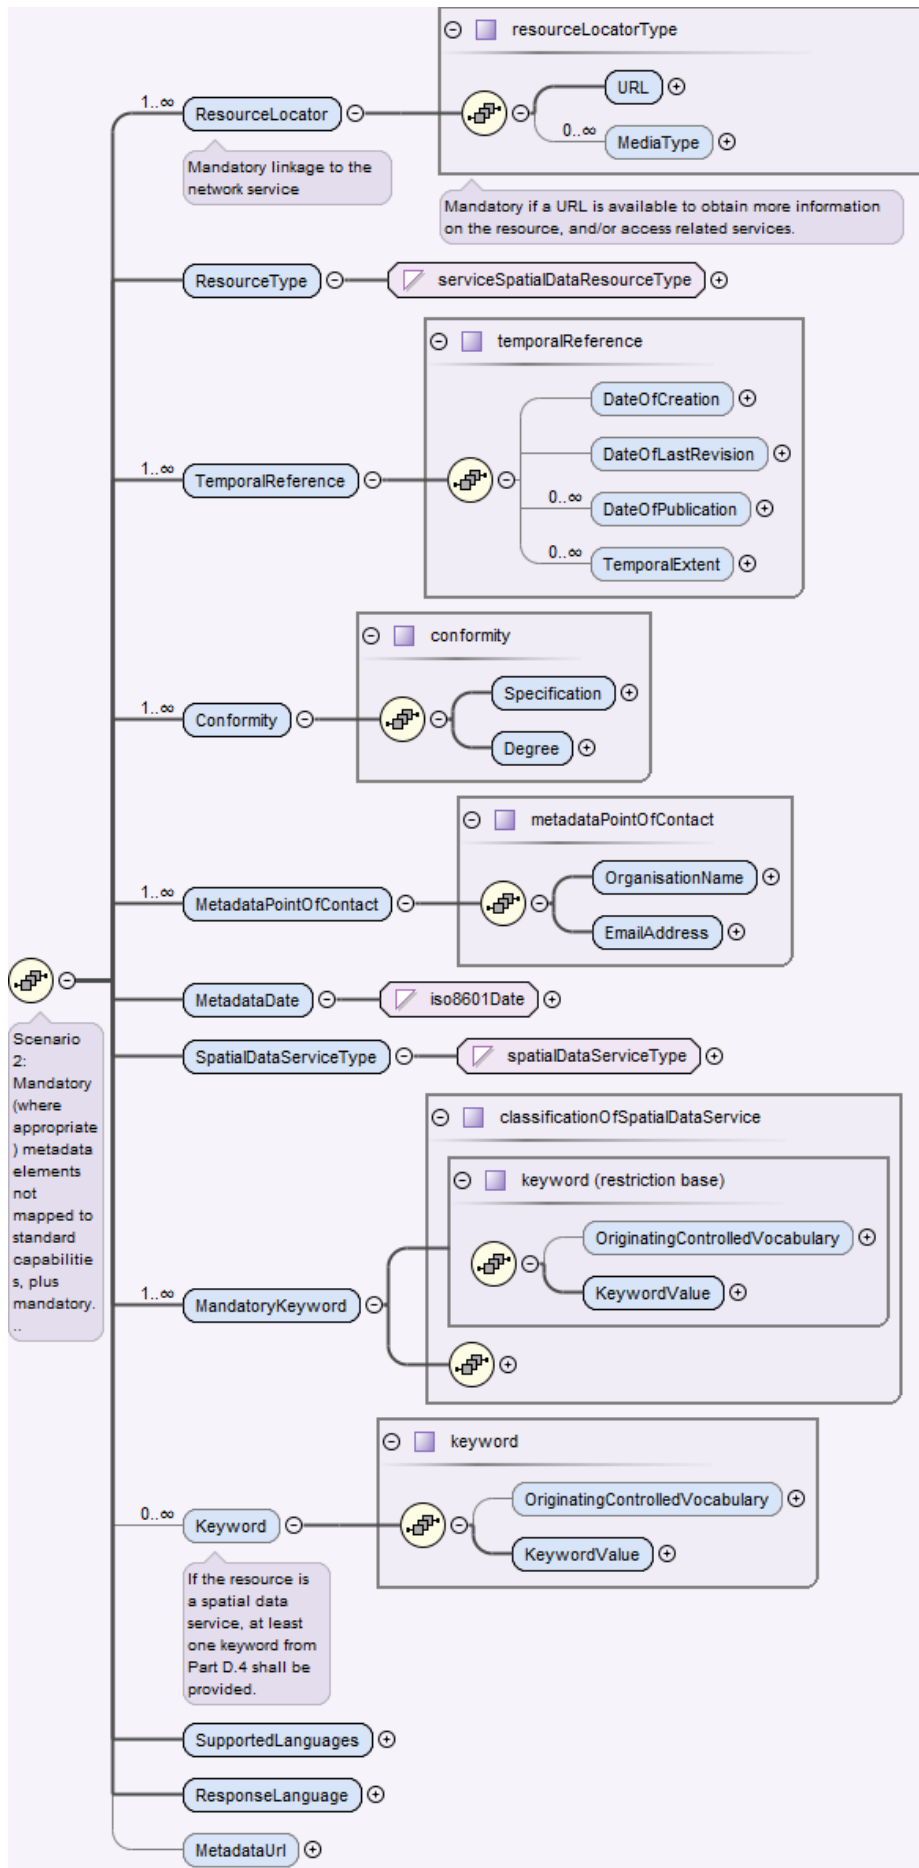 resourceLocatorType
URL
1..∞
ResourceLocator
0..∞
MediaType
Mandatory linkage to the
network service
Mandatory if a URL is available to obtain more information
on the resource, and/or access related services.
ResourceType
serviceSpatialDataResourceType
temporalReference
DateOfCreation
DateOfLastRevision
1..∞
TemporalReference
0..∞
DateOfPublication
0..∞
TemporalExtent
conformity
Specification
1..∞
Conformity
Degree
metadataPointOfContact
OrganisationName
1..∞
MetadataPointOfContact
EmailAddress
MetadataDate
iso8601Date
Scenario
2:
Mandatory
(where
appropriate
) metadata
elements
not
mapped to
standard
capabilitie
s, plus
mandatory.
..
SpatialDataServiceType
spatialDataServiceType
classificationOfSpatialDataService
keyword (restriction base)
OriginatingControlledVocabulary
KeywordValue
1..∞
MandatoryKeyword
keyword
OriginatingControlledVocabulary
0..∞
Keyword
KeywordValue
If the resource is
a spatial data
service, at least
one keyword from
Part D.4 shall be
provided.
SupportedLanguages
ResponseLanguage
MetadataUrl